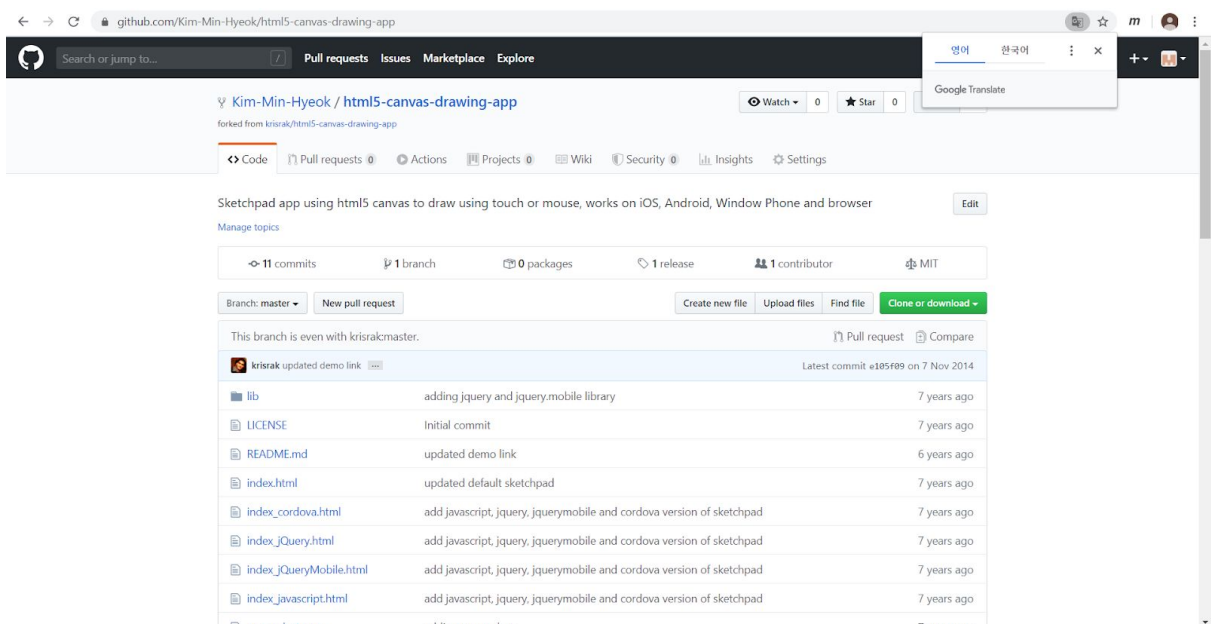 github.com/Kim-Min-Hyeok/html5-canvas-drawing-app
m
영어 한국어
Google Translate
Search or jump to... / Pull requests Issues Marketplace Explore
Kim-Min-Hyeok / html5-canvas-drawing-app
Watch 0 Star 0
forked from krisrak/html5-canvas-drawing-app
Code Pull requests 0 Actions Projects 0 Wiki Security 0 Insights Settings
Sketchpad app using html5 canvas to draw using touch or mouse, works on iOS, Android, Window Phone and browser Edit
Manage topics
11 commits 1 branch 0 packages 1 release 1 contributor MIT
Branch: master New pull request Create new file Upload files Find file Clone or download
This branch is even with krisrak:master. Pull request Compare
krisrak updated demo link ... Latest commit e105f09 on 7 Nov 2014
lib adding jquery and jquery.mobile library 7 years ago
LICENSE Initial commit 7 years ago
README.md updated demo link 6 years ago
index.html updated default sketchpad 7 years ago
index_cordova.html add javascript, jquery, jquerymobile and cordova version of sketchpad 7 years ago
index_jQuery.html add javascript, jquery, jquerymobile and cordova version of sketchpad 7 years ago
index_jQueryMobile.html add javascript, jquery, jquerymobile and cordova version of sketchpad 7 years ago
index_javascript.html add javascript, jquery, jquerymobile and cordova version of sketchpad 7 years ago